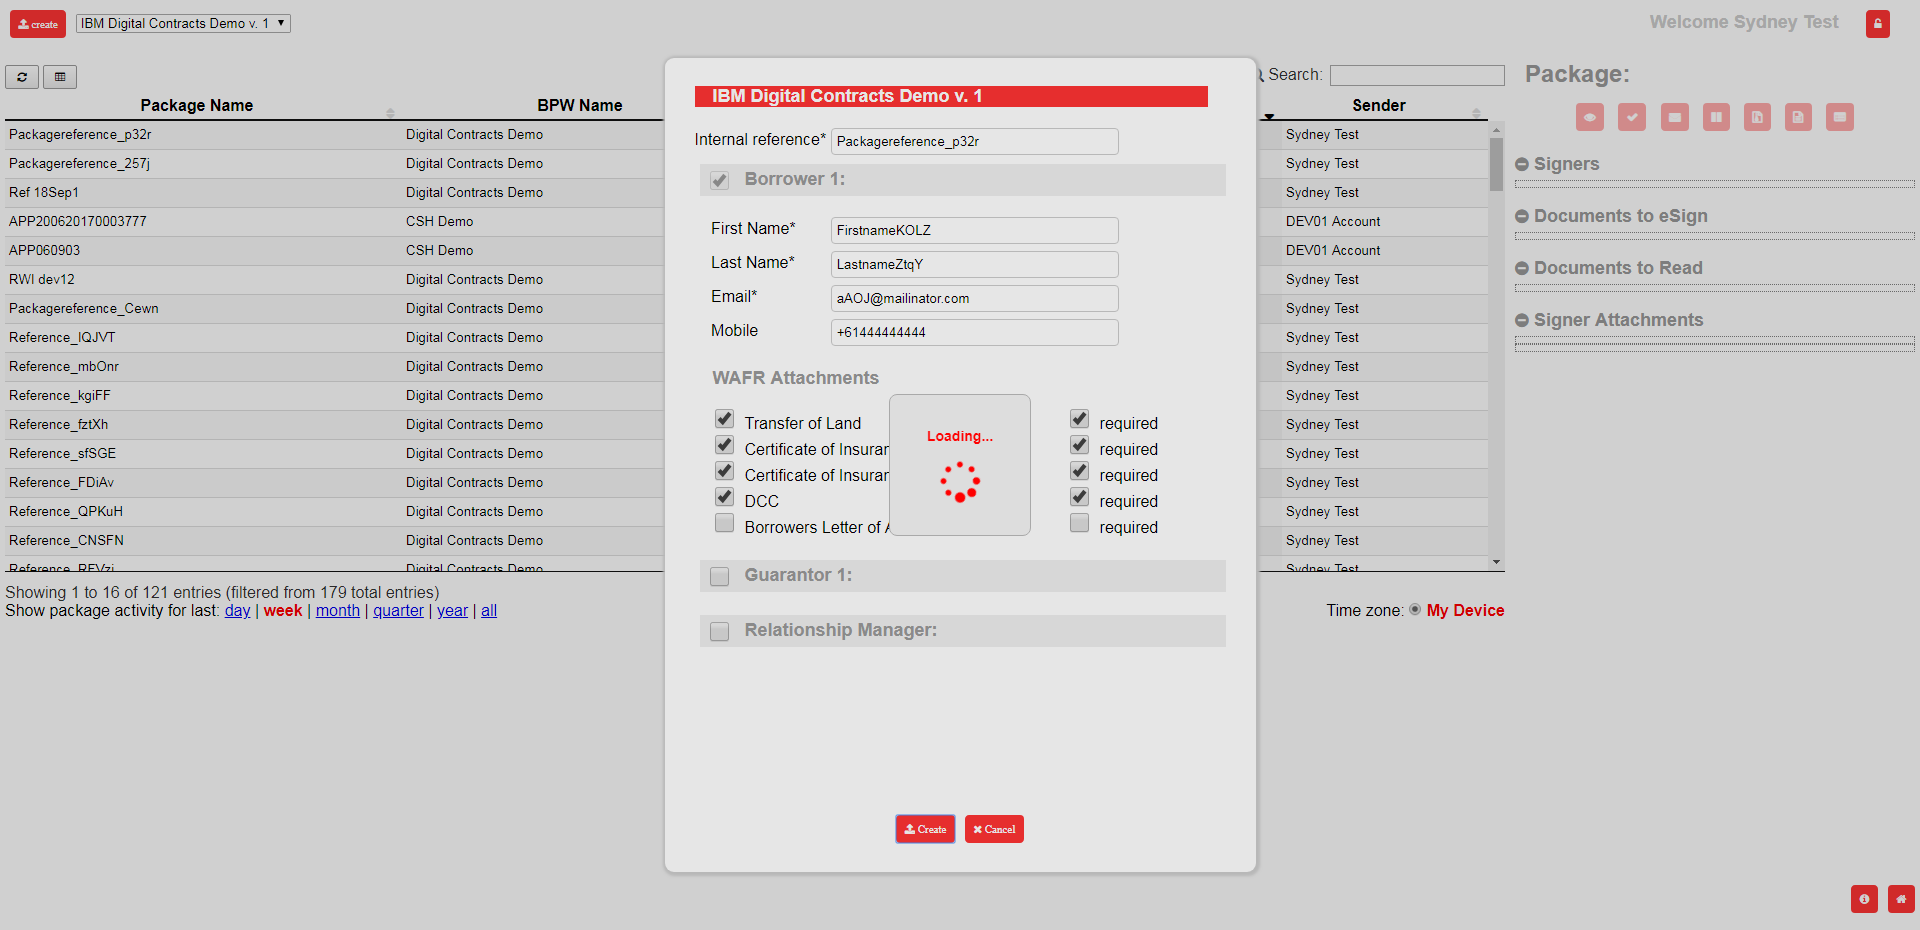 create
IBM Digital Contracts Demo v. 1
Welcome Sydney Test
Search:
Package Name
BPW Name
Sender
Packagereference_p32r Digital Contracts Demo Sydney Test
Packagereference_257j Digital Contracts Demo Sydney Test
Ref 18Sep1 Digital Contracts Demo Sydney Test
APP200620170003777 CSH Demo DEV01 Account
APP060903 CSH Demo DEV01 Account
RWI dev12 Digital Contracts Demo Sydney Test
Packagereference_Cewn Digital Contracts Demo Sydney Test
Reference_IQJVT Digital Contracts Demo Sydney Test
Reference_mbOnr Digital Contracts Demo Sydney Test
Reference_kgiFF Digital Contracts Demo Sydney Test
Reference_fztXh Digital Contracts Demo Sydney Test
Reference_sfSGE Digital Contracts Demo Sydney Test
Reference_FDiAv Digital Contracts Demo Sydney Test
Reference_QPKuH Digital Contracts Demo Sydney Test
Reference_CNSFN Digital Contracts Demo Sydney Test
Digital Contracts Demo Sydney Test
Showing 1 to 16 of 121 entries (filtered from 179 total entries)
Show package activity for last: day | week | month | quarter | year | all
Time zone: My Device
IBM Digital Contracts Demo v. 1
Internal reference* Packagereference_p32r
Borrower 1:
First Name* FirstnameKOLZ
Last Name* LastnameZtqY
Email* aAOJ@mailinator.com
Mobile +61444444444
WAFR Attachments
Transfer of Land required
Certificate of Insurar required
Certificate of Insurar required
DCC required
Borrowers Letter of required
Loading...
Guarantor 1:
Relationship Manager:
Create
Cancel
Package:
Signers
Documents to eSign
Documents to Read
Signer Attachments